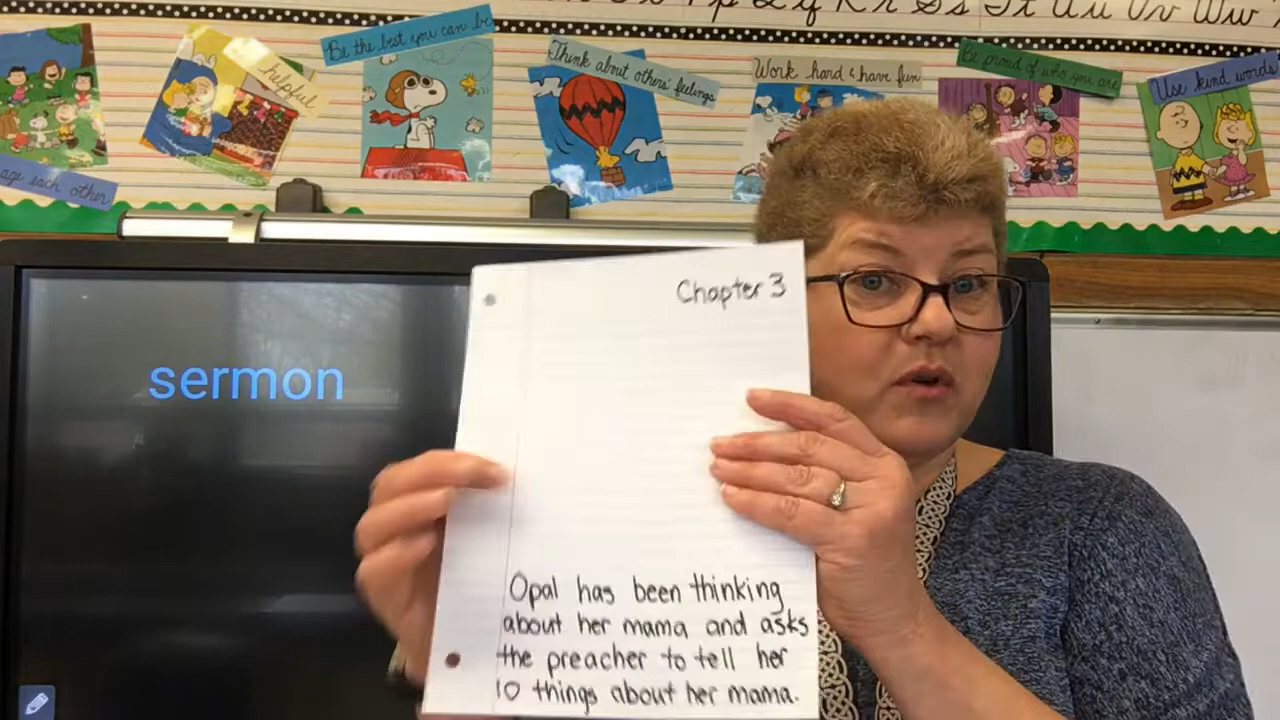 Be the best you can be
Think about others' feelings
Work hard & have fun
Be proud of who you are
Use kind words
helpful
age each other
sermon
Chapter 3
Opal has been thinking
about her mama and asks
the preacher to tell her
10 things about her mama.